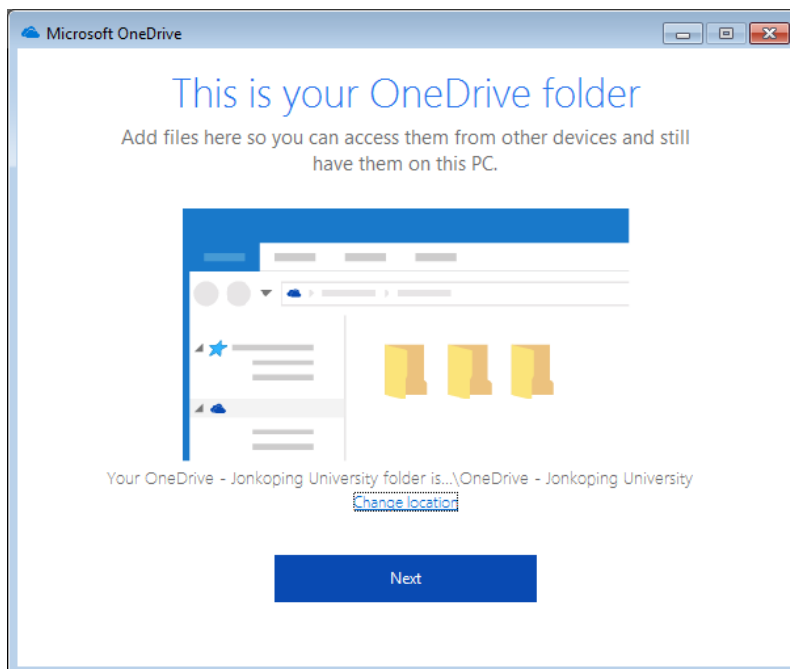 Microsoft OneDrive
This is your OneDrive folder
Add files here so you can access them from other devices and still
have them on this PC.
Your OneDrive - Jonkoping University folder is...\OneDrive - Jonkoping University
Change location
Next